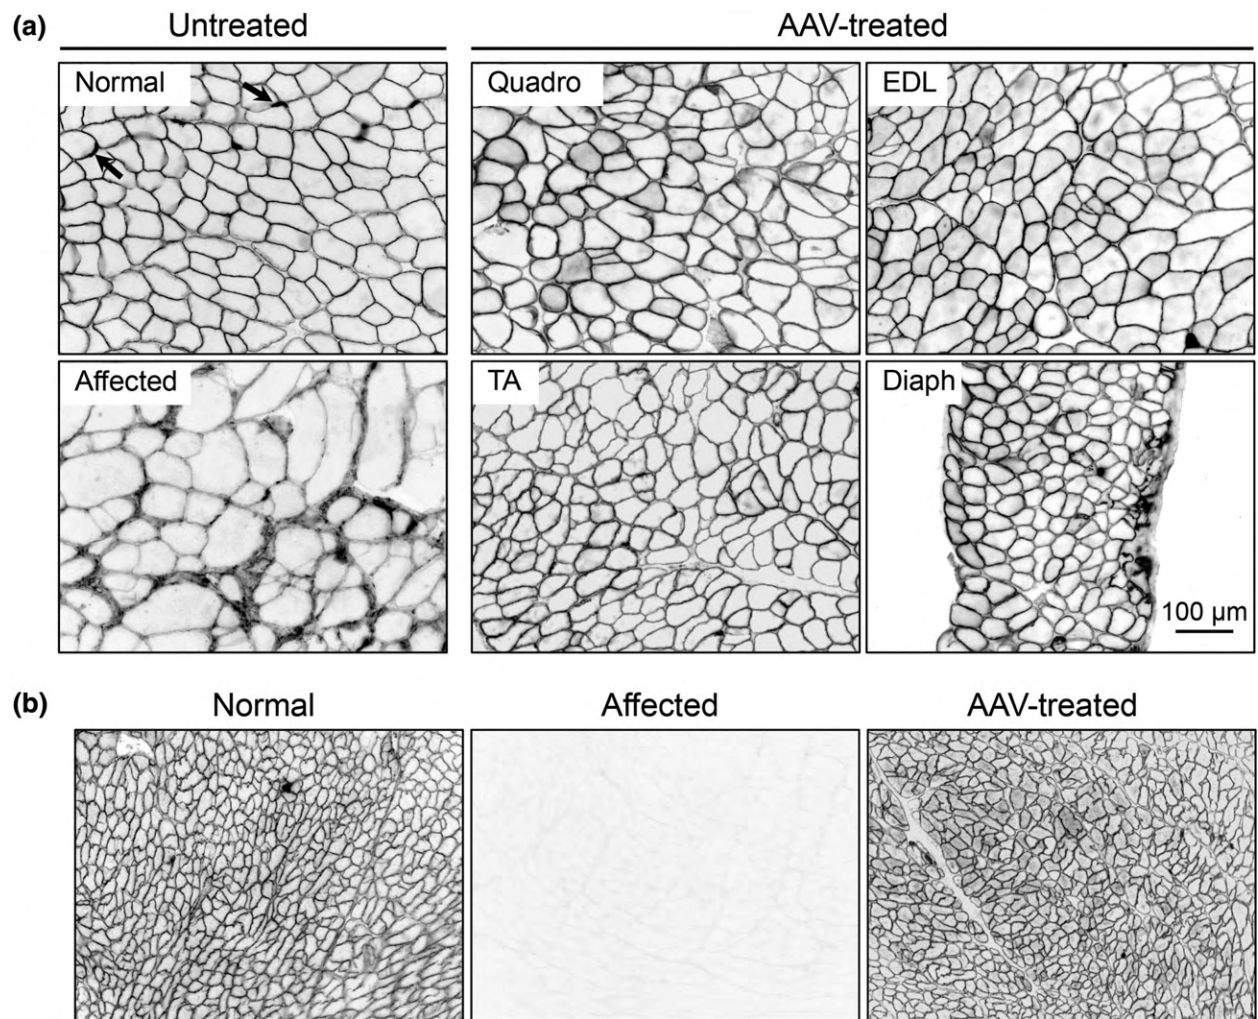 (a) Untreated AAV-treated
Normal Quadro EDL
Affected TA Diaph
100 µm
(b) Normal Affected AAV-treated